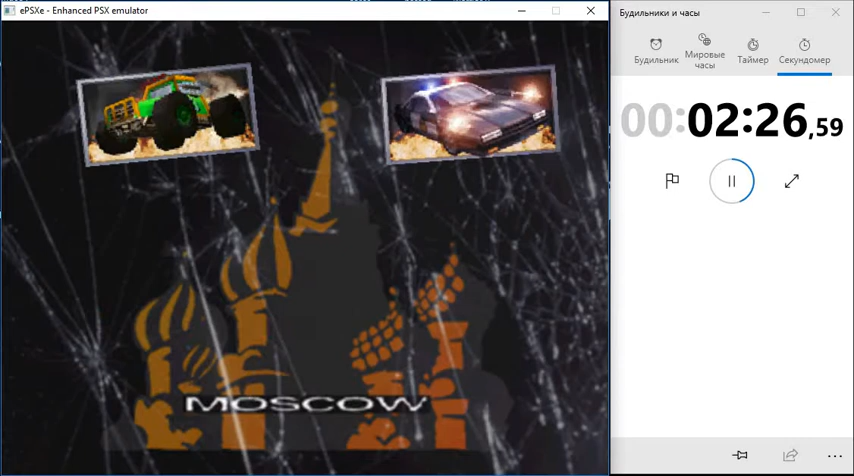 ePSXe - Enhanced PSX emulator
MOSCOW
Будильники и часы
Будильник
Мировые
часы
Таймер
Секундомер
00:02:26,59